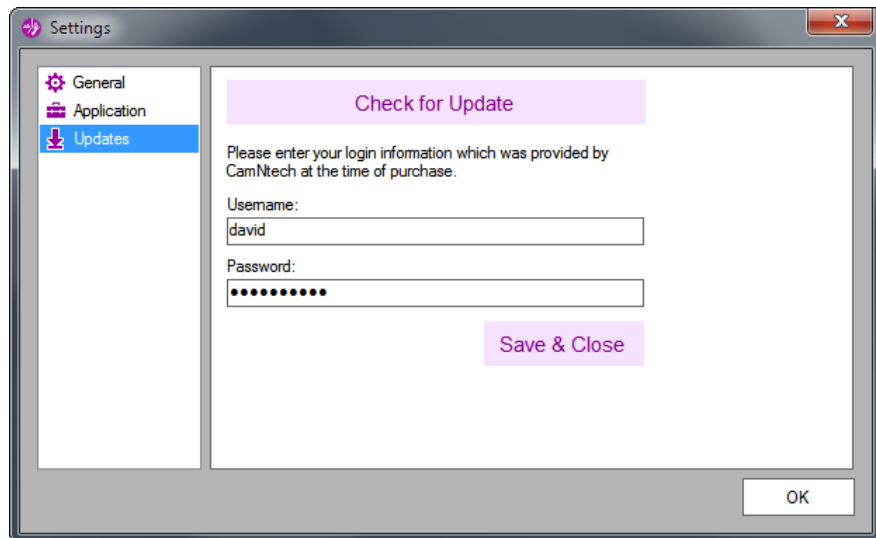 Settings
General
Application
Updates
Check for Update
Please enter your login information which was provided by
CamNtech at the time of purchase.
Username:
david
Password:
●●●●●●●●●●
Save & Close
OK